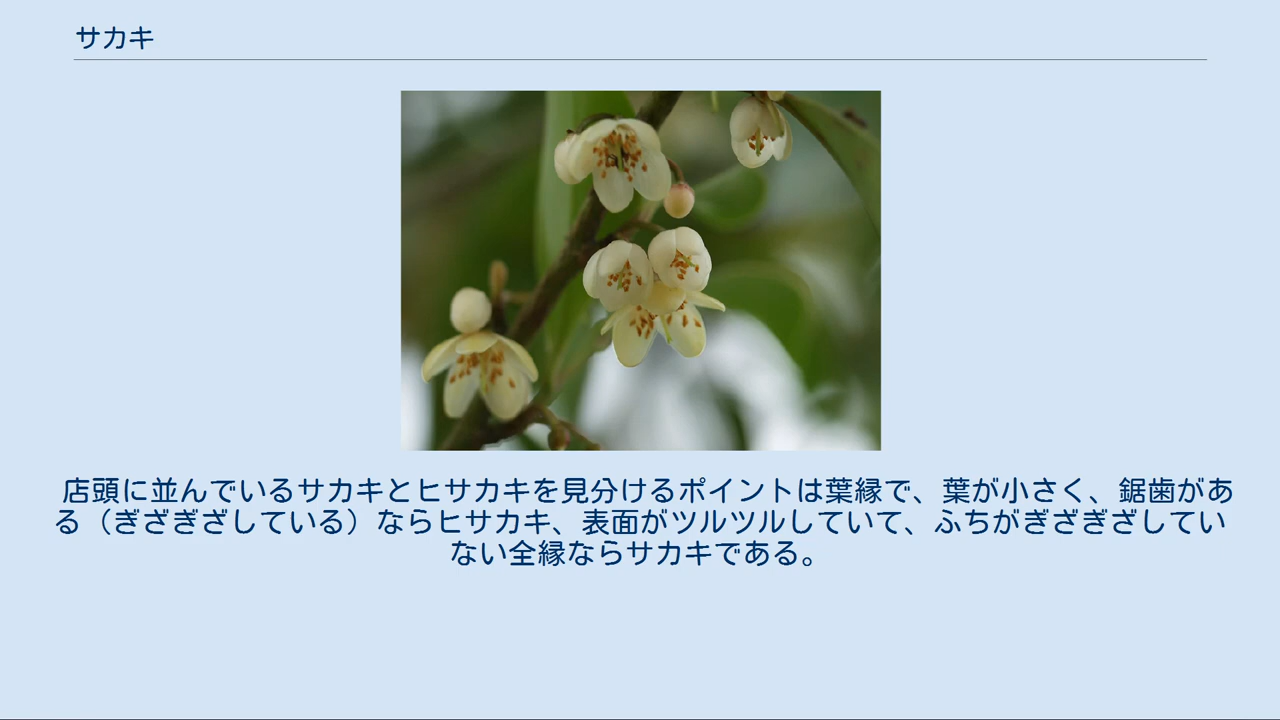 サカキ
店頭に並んでいるサカキとヒサカキを見分けるポイントは葉縁で、葉が小さく、鋸歯があ
る（ぎざぎざしている）ならヒサカキ、表面がツルツルしていて、ふちがぎざぎざしてい
ない全縁ならサカキである。